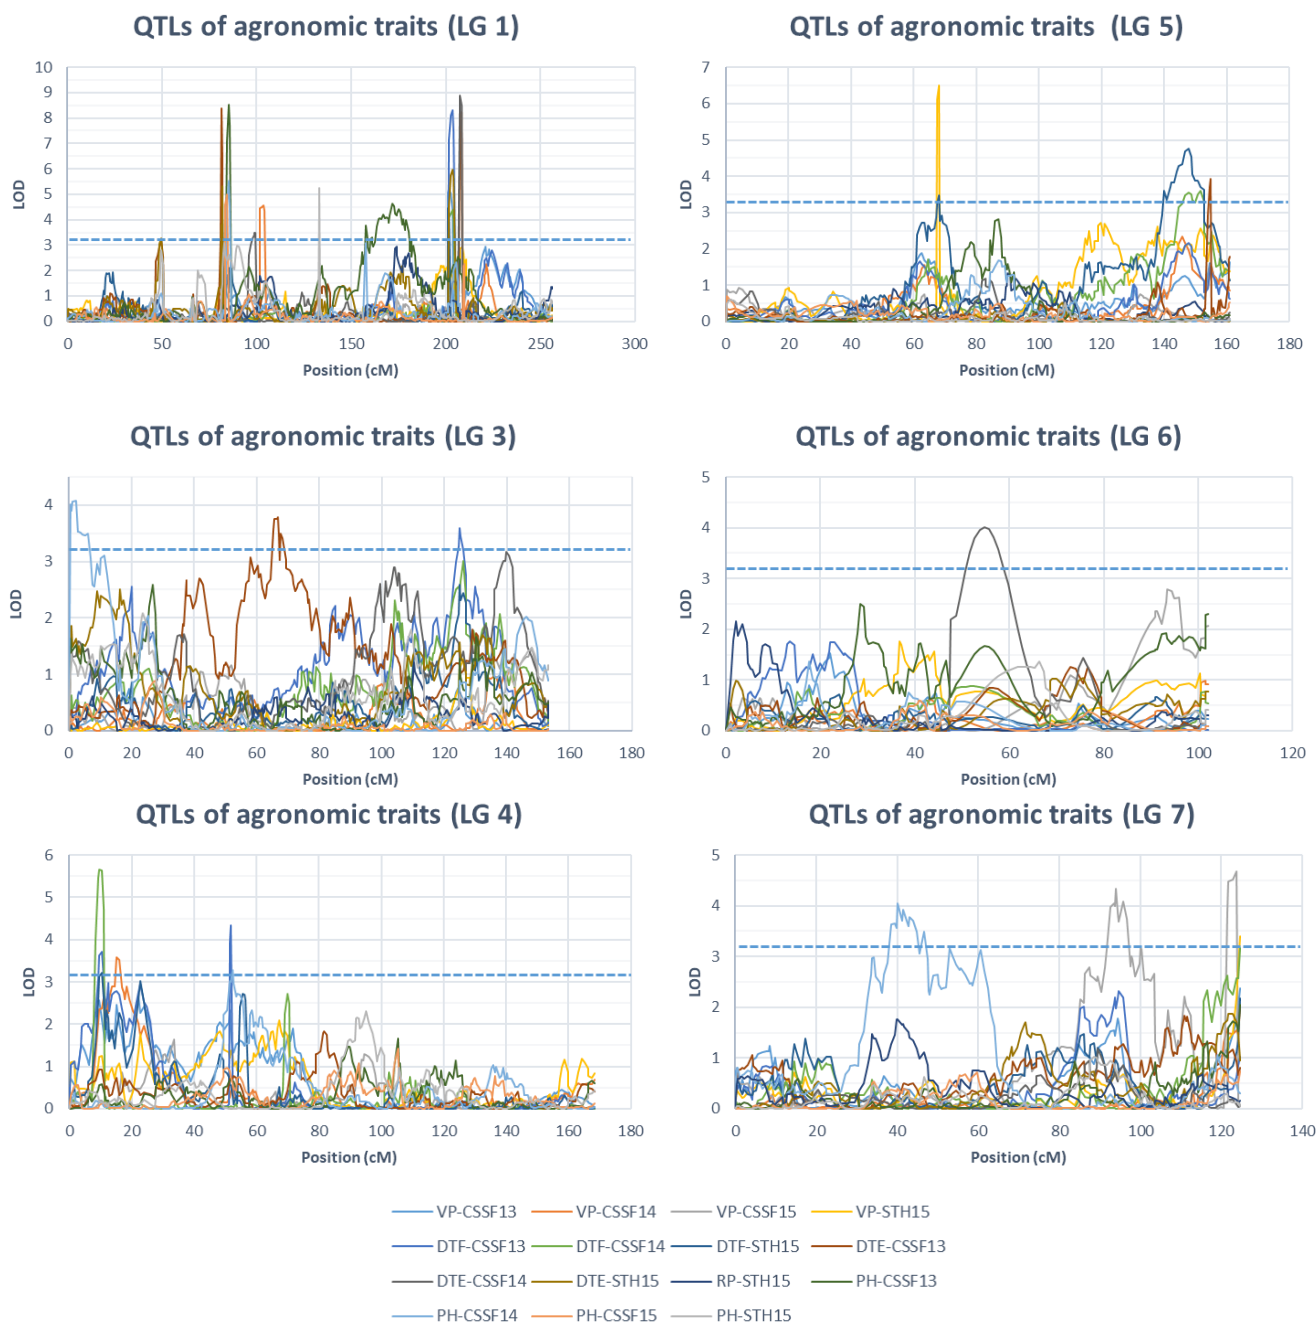 QTLs of agronomic traits (LG 1)
10
9
8
7
6
5
4
3
2
1
0
LOD
0 50 100 150 200 250 300
Position (cM)
QTLs of agronomic traits (LG 5)
7
6
5
4
3
2
1
0
LOD
0 20 40 60 80 100 120 140 160 180
Position (cM)
QTLs of agronomic traits (LG 3)
4
3
2
1
0
LOD
0 20 40 60 80 100 120 140 160 180
Position (cM)
QTLs of agronomic traits (LG 6)
5
4
3
2
1
0
LOD
0 20 40 60 80 100 120
Position (cM)
QTLs of agronomic traits (LG 4)
6
5
4
3
2
1
0
LOD
0 20 40 60 80 100 120 140 160 180
Position (cM)
QTLs of agronomic traits (LG 7)
5
4
3
2
1
0
LOD
0 20 40 60 80 100 120 140
Position (cM)
VP-CSSF13 VP-CSSF14 VP-CSSF15 VP-STH15
DTF-CSSF13 DTF-CSSF14 DTF-STH15 DTE-CSSF13
DTE-CSSF14 DTE-STH15 RP-STH15 PH-CSSF13
PH-CSSF14 PH-CSSF15 PH-STH15